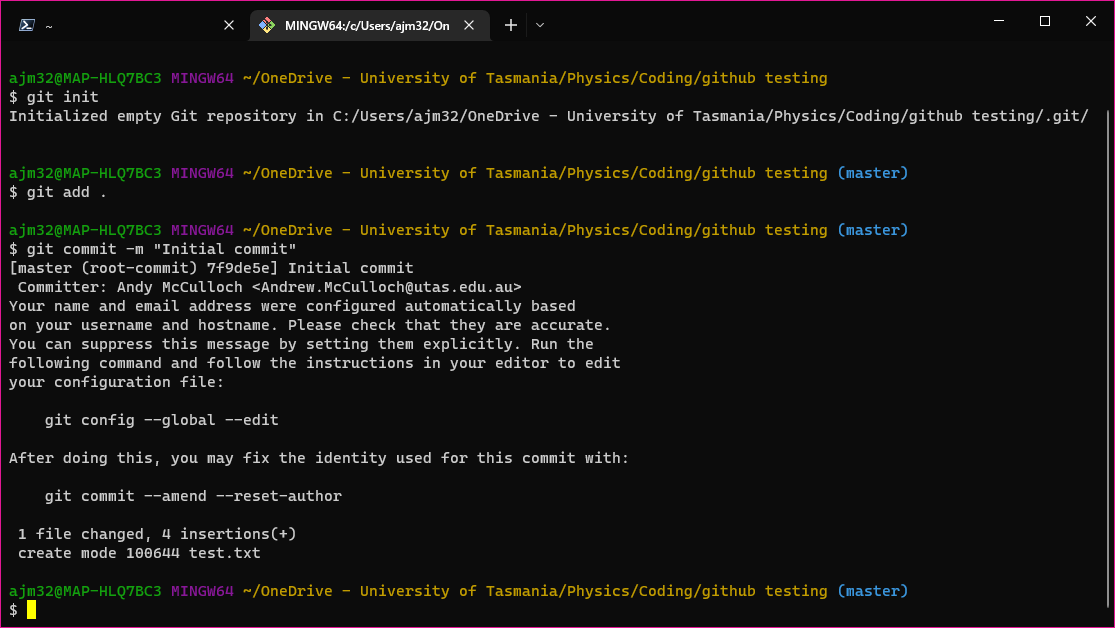 ~
MINGW64:/c/Users/ajm32/On
ajm32@MAP-HLQ7BC3 MINGW64 ~/OneDrive - University of Tasmania/Physics/Coding/github testing
$ git init
Initialized empty Git repository in C:/Users/ajm32/OneDrive - University of Tasmania/Physics/Coding/github testing/.git/
ajm32@MAP-HLQ7BC3 MINGW64 ~/OneDrive - University of Tasmania/Physics/Coding/github testing (master)
$ git add .
ajm32@MAP-HLQ7BC3 MINGW64 ~/OneDrive - University of Tasmania/Physics/Coding/github testing (master)
$ git commit -m "Initial commit"
[master (root-commit) 7f9de5e] Initial commit
 Committer: Andy McCulloch <Andrew.McCulloch@utas.edu.au>
Your name and email address were configured automatically based
on your username and hostname. Please check that they are accurate.
You can suppress this message by setting them explicitly. Run the
following command and follow the instructions in your editor to edit
your configuration file:
    git config --global --edit
After doing this, you may fix the identity used for this commit with:
    git commit --amend --reset-author
 1 file changed, 4 insertions(+)
 create mode 100644 test.txt
ajm32@MAP-HLQ7BC3 MINGW64 ~/OneDrive - University of Tasmania/Physics/Coding/github testing (master)
$